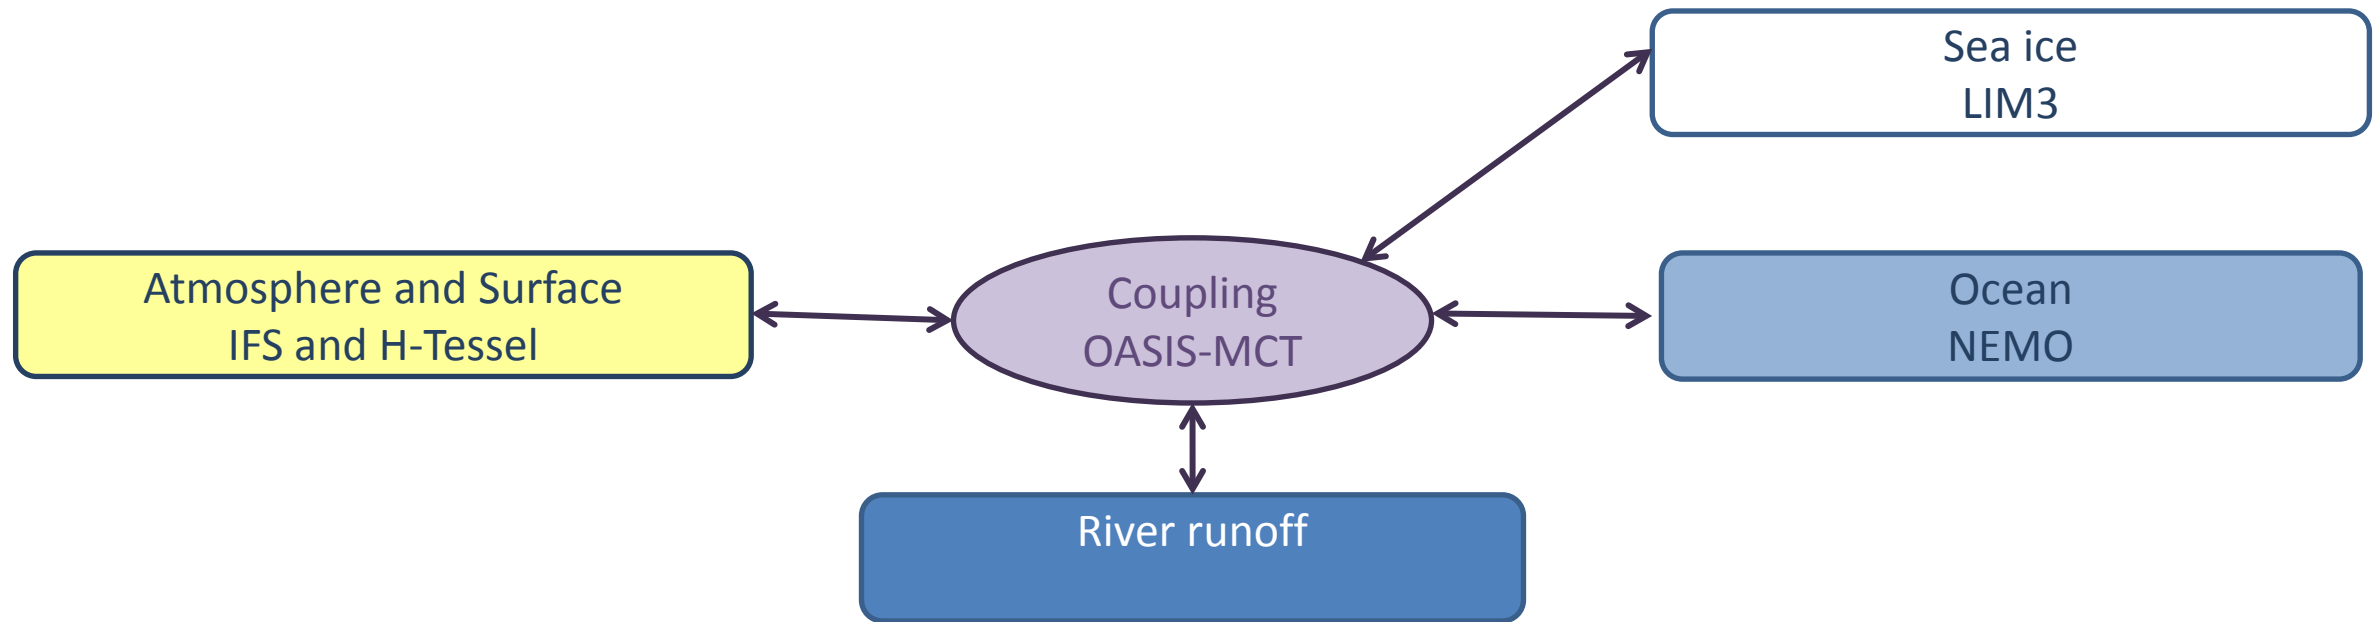 Sea ice
LIM3
Atmosphere and Surface
IFS and H-Tessel
Coupling
OASIS-MCT
Ocean
NEMO
River runoff